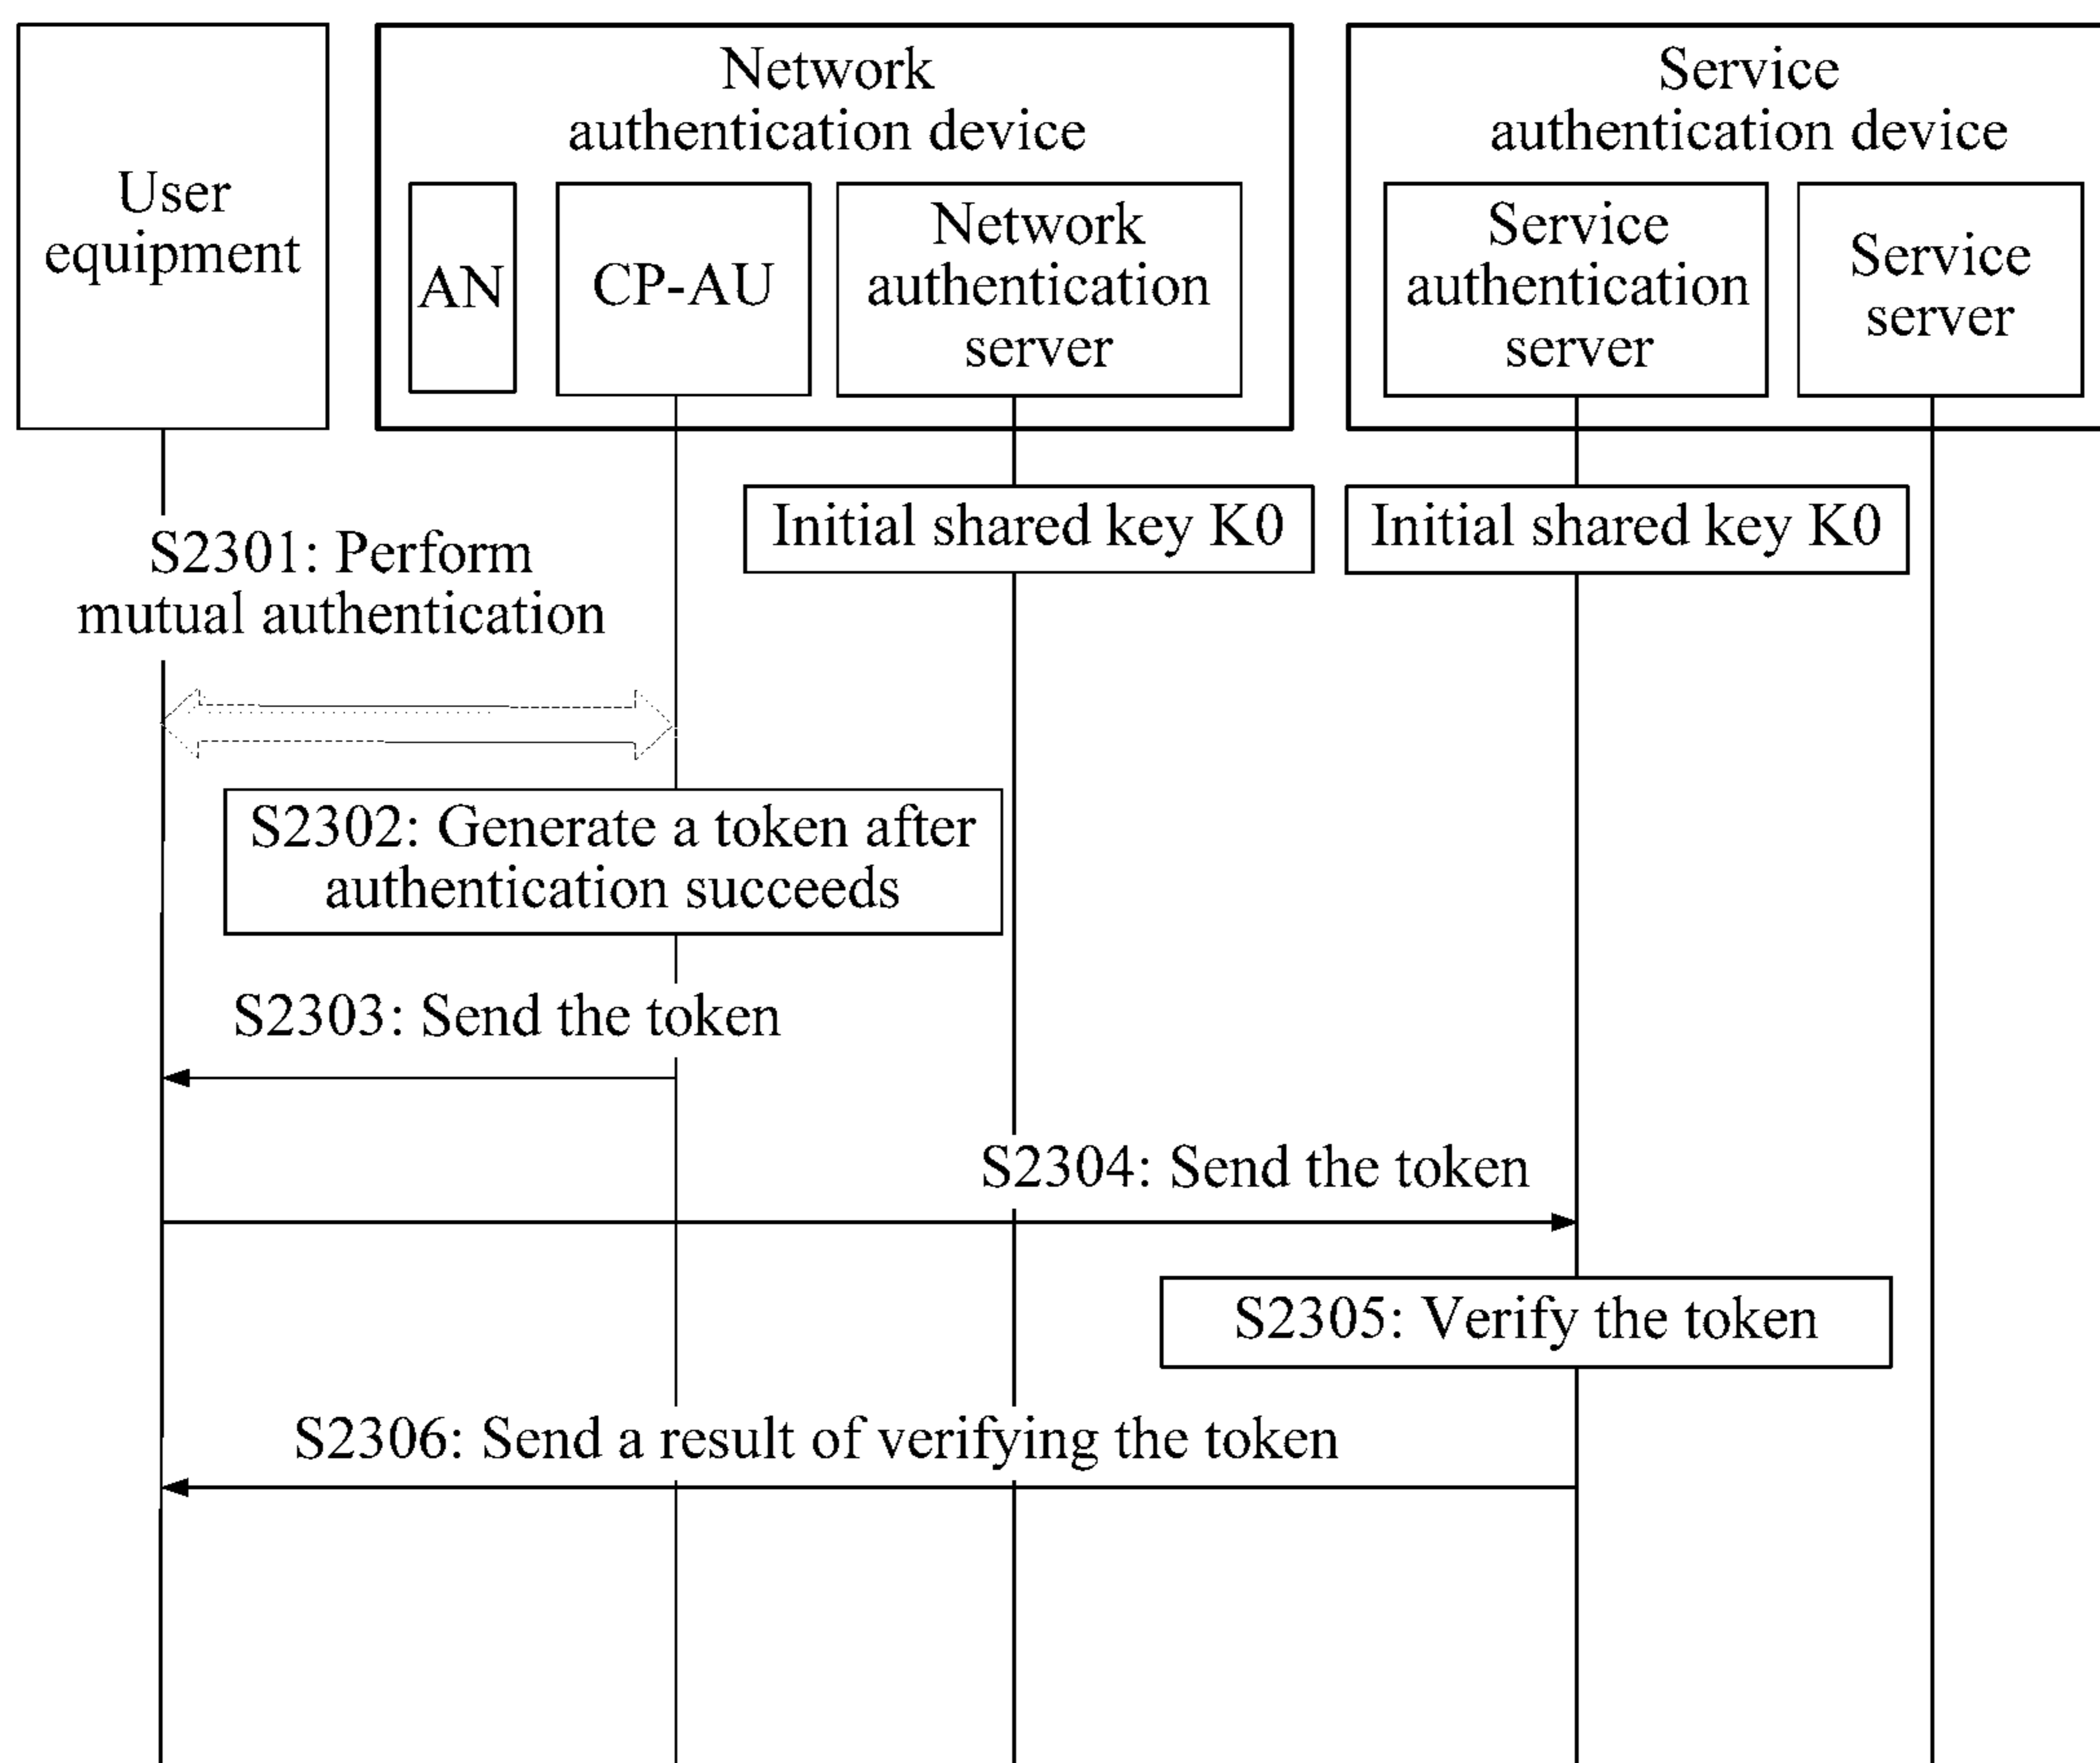 User
equipment
Network
authentication device
AN
CP-AU
Network
authentication
server
Service
authentication device
Service
authentication
server
Service
server
Initial shared key K0
Initial shared key K0
S2301: Perform
mutual authentication
S2302: Generate a token after
authentication succeeds
S2303: Send the token
S2304: Send the token
S2305: Verify the token
S2306: Send a result of verifying the token